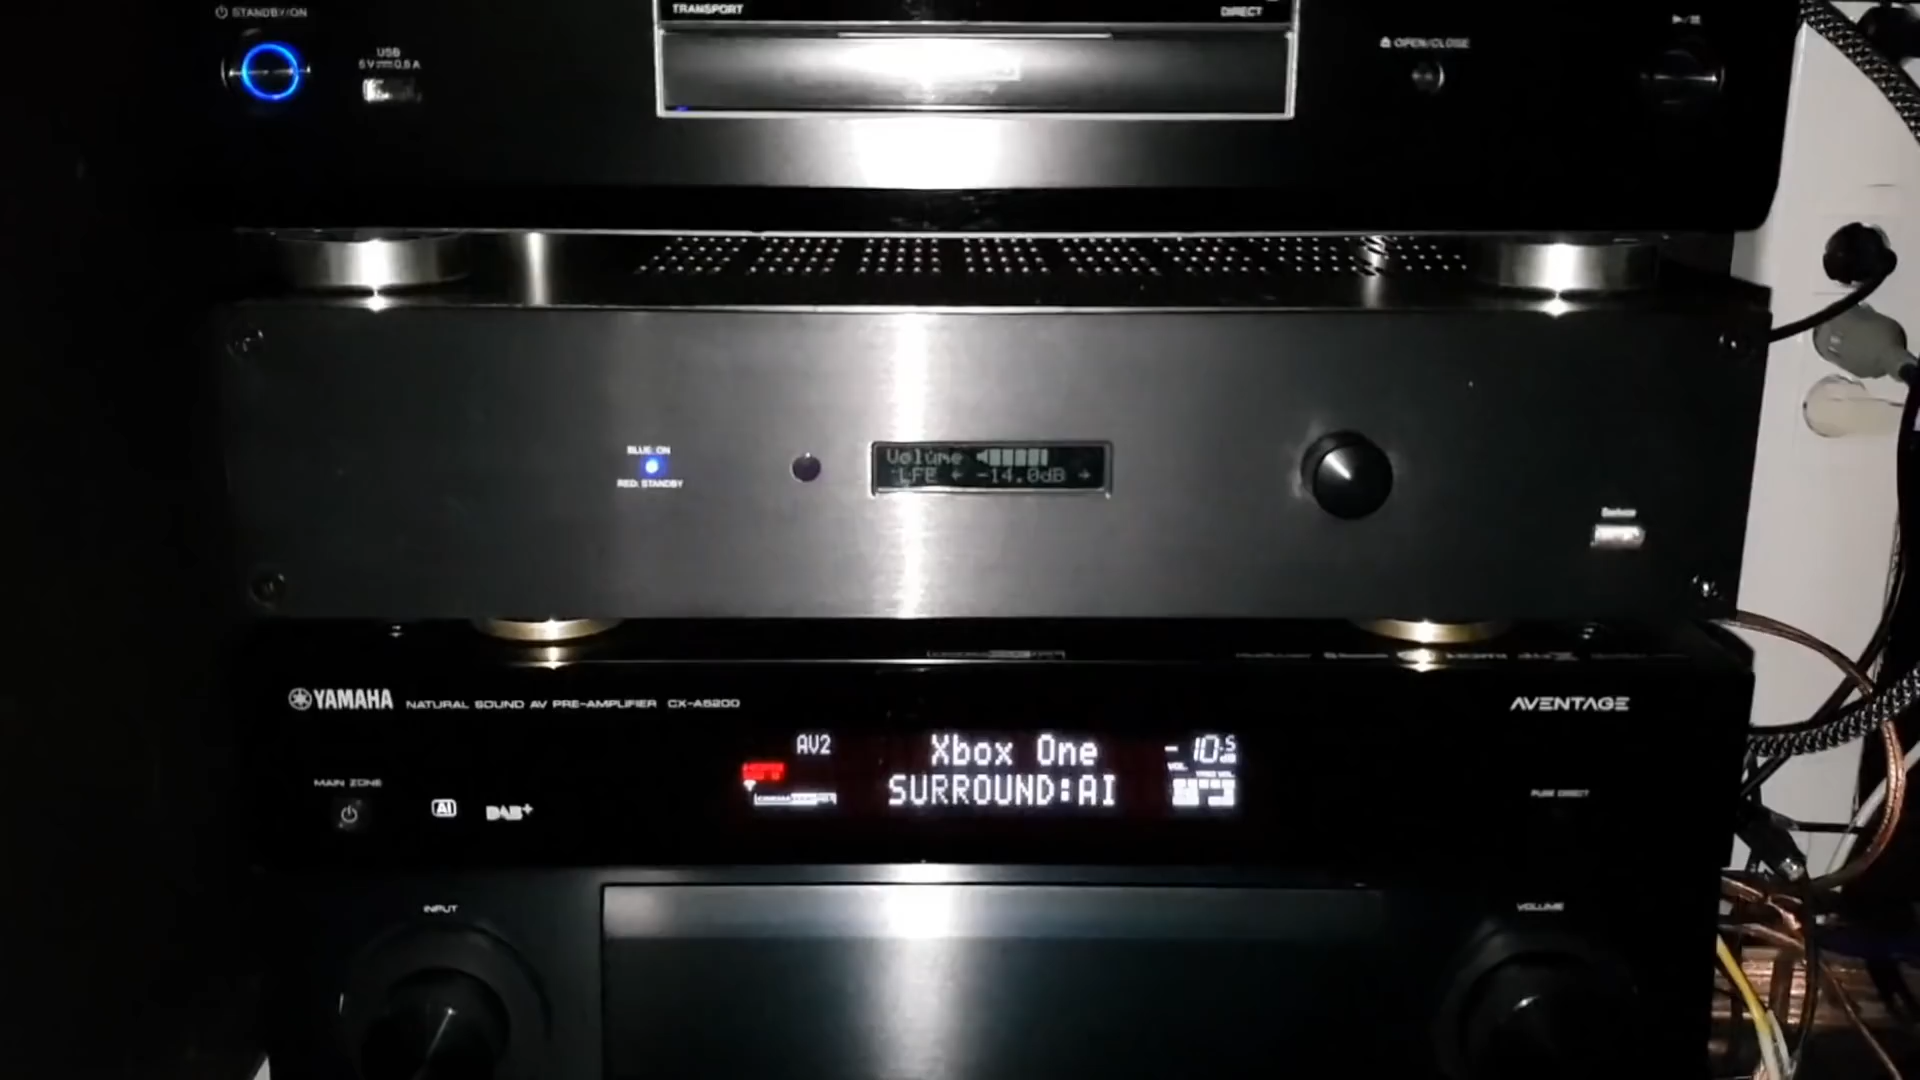 STANDBY/ON
USB
5V 0.5A
TRANSPORT
DIRECT
OPEN/CLOSE
BLUE: ON
RED: STANDBY
Volume
LFE ← -14.0dB →
YAMAHA NATURAL SOUND AV PRE-AMPLIFIER CX-A5200
AVENTAGE
MAIN ZONE
AI
DAB+
AV2
Xbox One
SURROUND:AI
-10.5
dB
VOL.
PURE DIRECT
INPUT
VOLUME